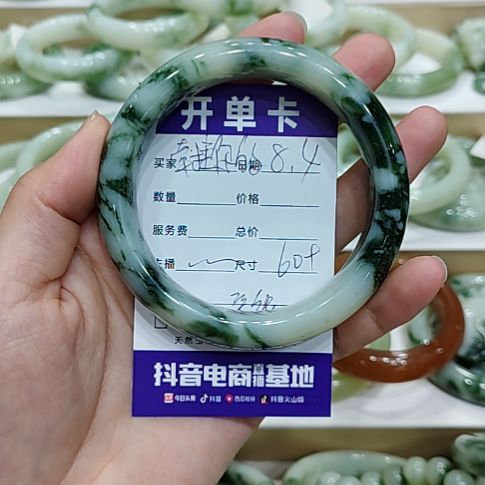 开单卡
买家 日期 8.4
数量 价格
服务费 总价
主播 尺寸 60+
抖音电商直播基地
今日头条 抖音 西瓜视频 抖音火山版